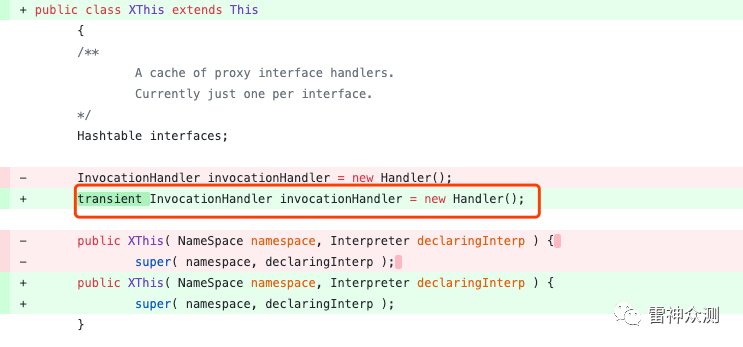 + public class XThis extends This
{
/**
A cache of proxy interface handlers.
Currently just one per interface.
*/
Hashtable interfaces;
− InvocationHandler invocationHandler = new Handler();
+ transient InvocationHandler invocationHandler = new Handler();
− public XThis( NameSpace namespace, Interpreter declaringInterp ) {
− super( namespace, declaringInterp );
+ public XThis( NameSpace namespace, Interpreter declaringInterp ) {
+ super( namespace, declaringInterp );
}
雷神众测